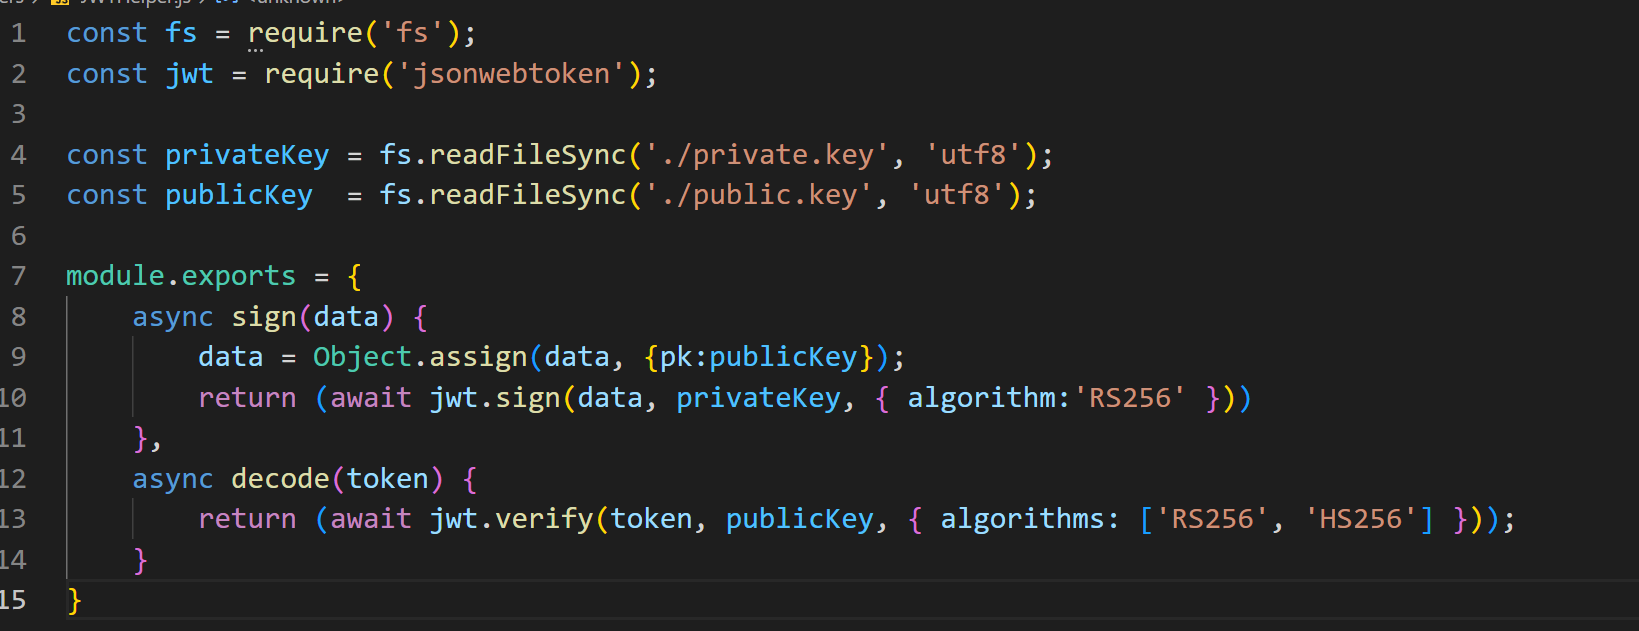 1 const fs = require('fs');
2 const jwt = require('jsonwebtoken');
3
4 const privateKey = fs.readFileSync('./private.key', 'utf8');
5 const publicKey  = fs.readFileSync('./public.key', 'utf8');
6
7 module.exports = {
8     async sign(data) {
9         data = Object.assign(data, {pk:publicKey});
10         return (await jwt.sign(data, privateKey, { algorithm:'RS256' }))
11     },
12     async decode(token) {
13         return (await jwt.verify(token, publicKey, { algorithms: ['RS256', 'HS256'] }));
14     }
15 }